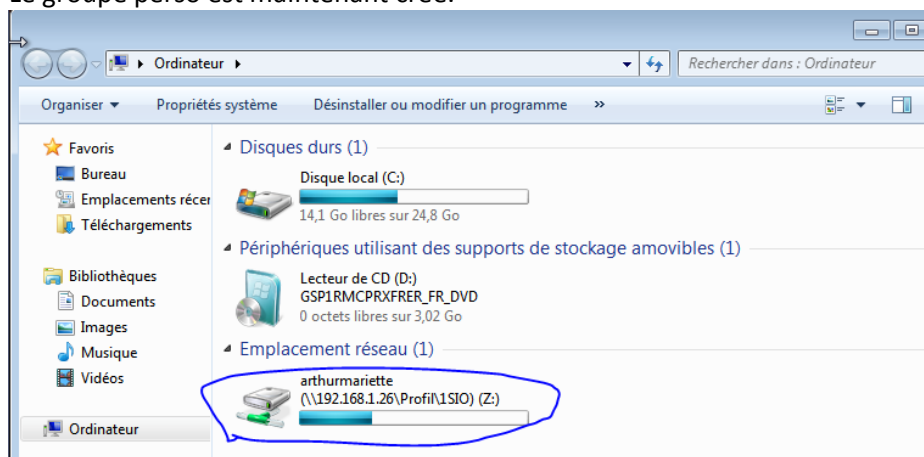 Le groupe perso est maintenant créé.
Ordinateur
Rechercher dans : Ordinateur
Organiser
Propriétés système
Désinstaller ou modifier un programme
»
Favoris
Bureau
Emplacements récer
Téléchargements
Bibliothèques
Documents
Images
Musique
Vidéos
Ordinateur
Disques durs (1)
Disque local (C:)
14,1 Go libres sur 24,8 Go
Périphériques utilisant des supports de stockage amovibles (1)
Lecteur de CD (D:)
GSP1RMCPRXFRER_FR_DVD
0 octets libres sur 3,02 Go
Emplacement réseau (1)
arthurmariette
(\\192.168.1.26\Profil\1SIO) (Z:)